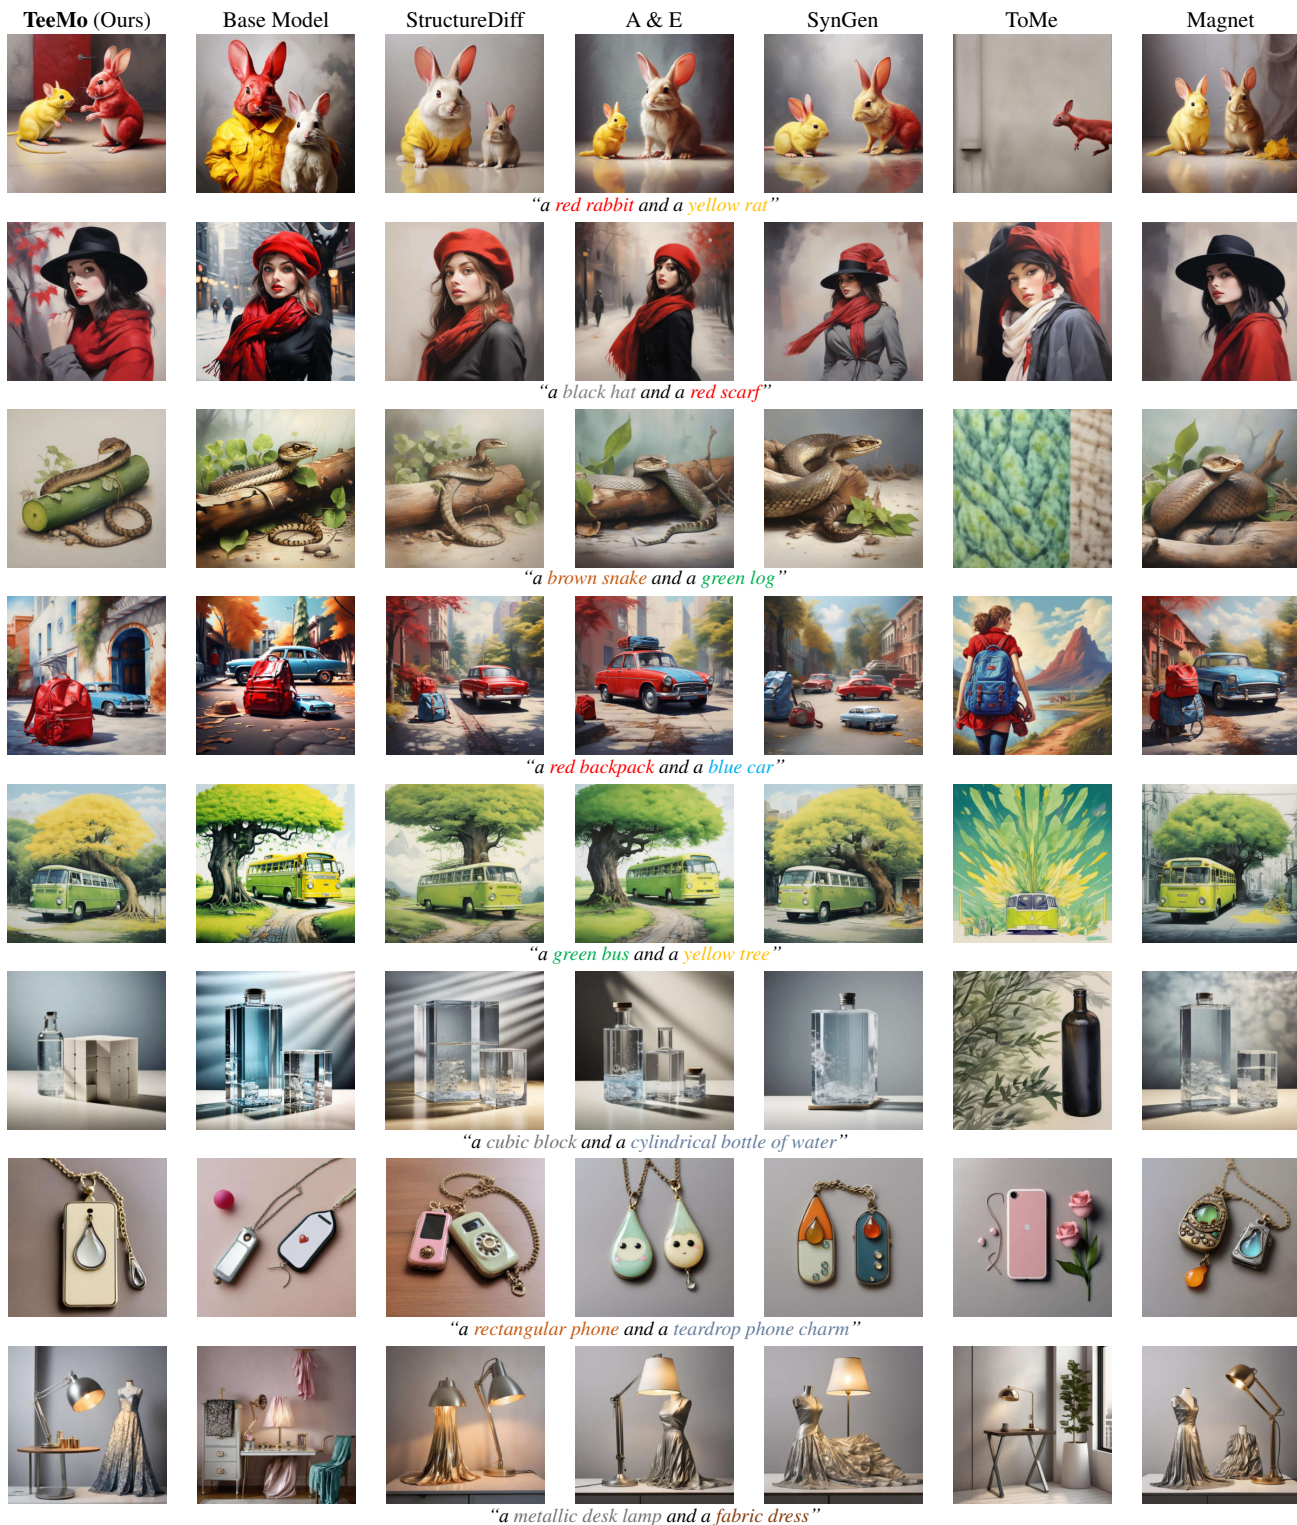 TeeMo (Ours) Base Model StructureDiff A & E SynGen ToMe Magnet
“a red rabbit and a yellow rat”
“a black hat and a red scarf”
“a brown snake and a green log”
“a red backpack and a blue car”
“a green bus and a yellow tree”
“a cubic block and a cylindrical bottle of water”
“a rectangular phone and a teardrop phone charm”
“a metallic desk lamp and a fabric dress”